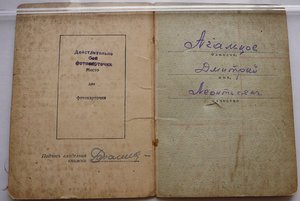 Действительно
без
фотокарточки
Место
для
фотокарточки
Подпись владельца
книжки
фамилия
Дмитрий
имя
Леонтьевич
отчество